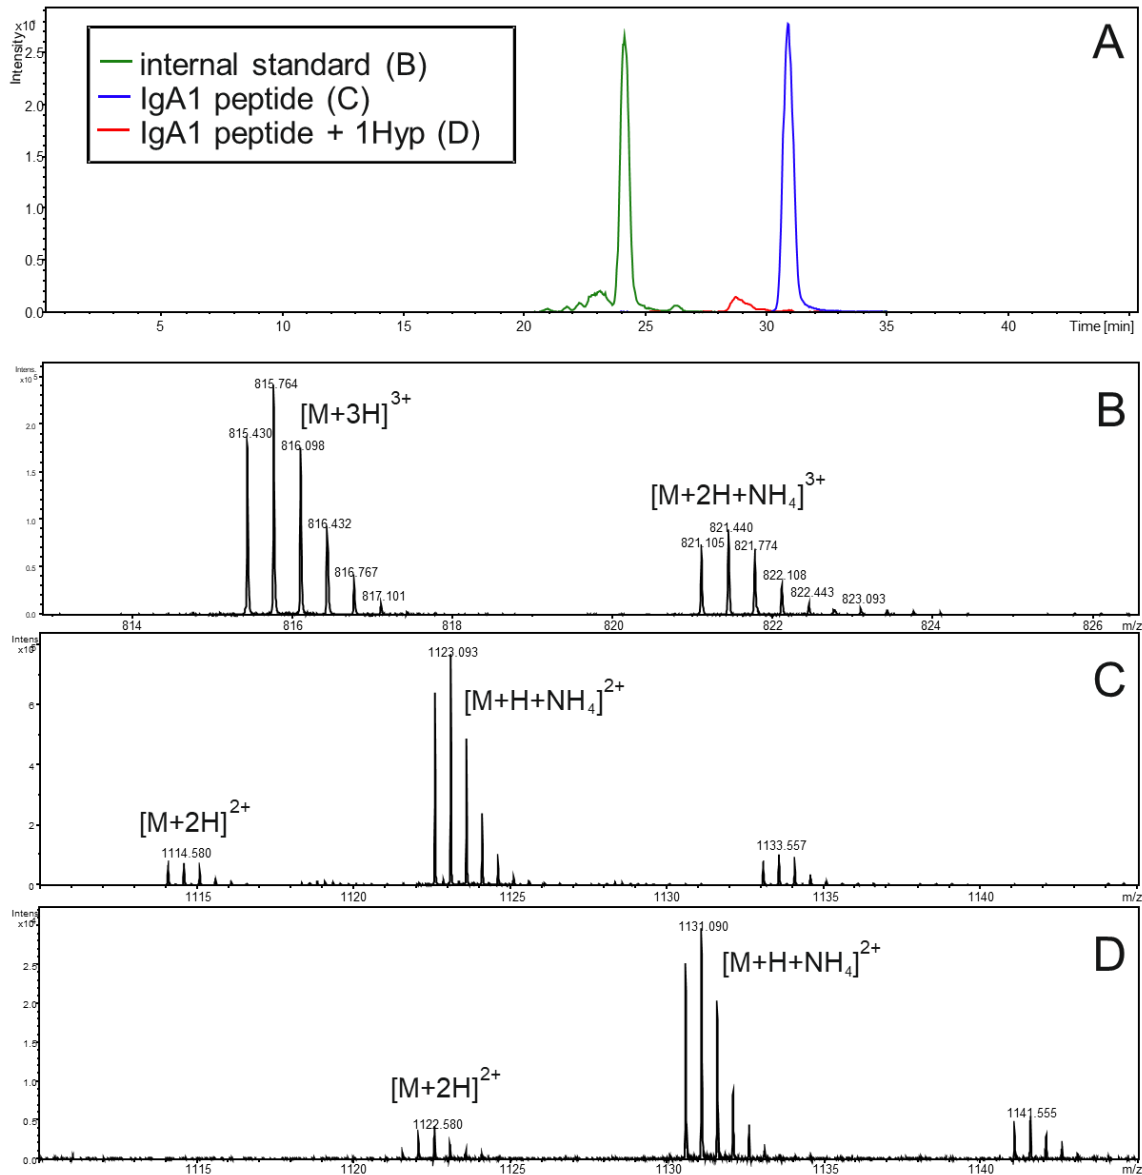 Intensity
x10
A
internal standard (B)
IgA1 peptide (C)
IgA1 peptide + 1Hyp (D)
2.5
2.0
1.5
1.0
0.5
0.0
5 10 15 20 25 30 35 40 Time [min]
Intens.
x10⁵
B
815.764
[M+3H]³⁺
815.430
816.098
816.432
816.767
817.101
[M+2H+NH₄]³⁺
821.440
821.105
821.774
822.108
822.443
823.093
2.0
1.5
1.0
0.5
0.0
814 816 818 820 822 824 826 m/z
Intens
C
1123.093
[M+H+NH₄]²⁺
[M+2H]²⁺
1114.580
1133.557
6
4
2
0
1115 1120 1125 1130 1135 1140 m/z
Intens
x10⁴
D
1131.090
[M+H+NH₄]²⁺
[M+2H]²⁺
1122.580
1141.555
2.5
2.0
1.5
1.0
0.5
0.0
1115 1120 1125 1130 1135 1140 m/z